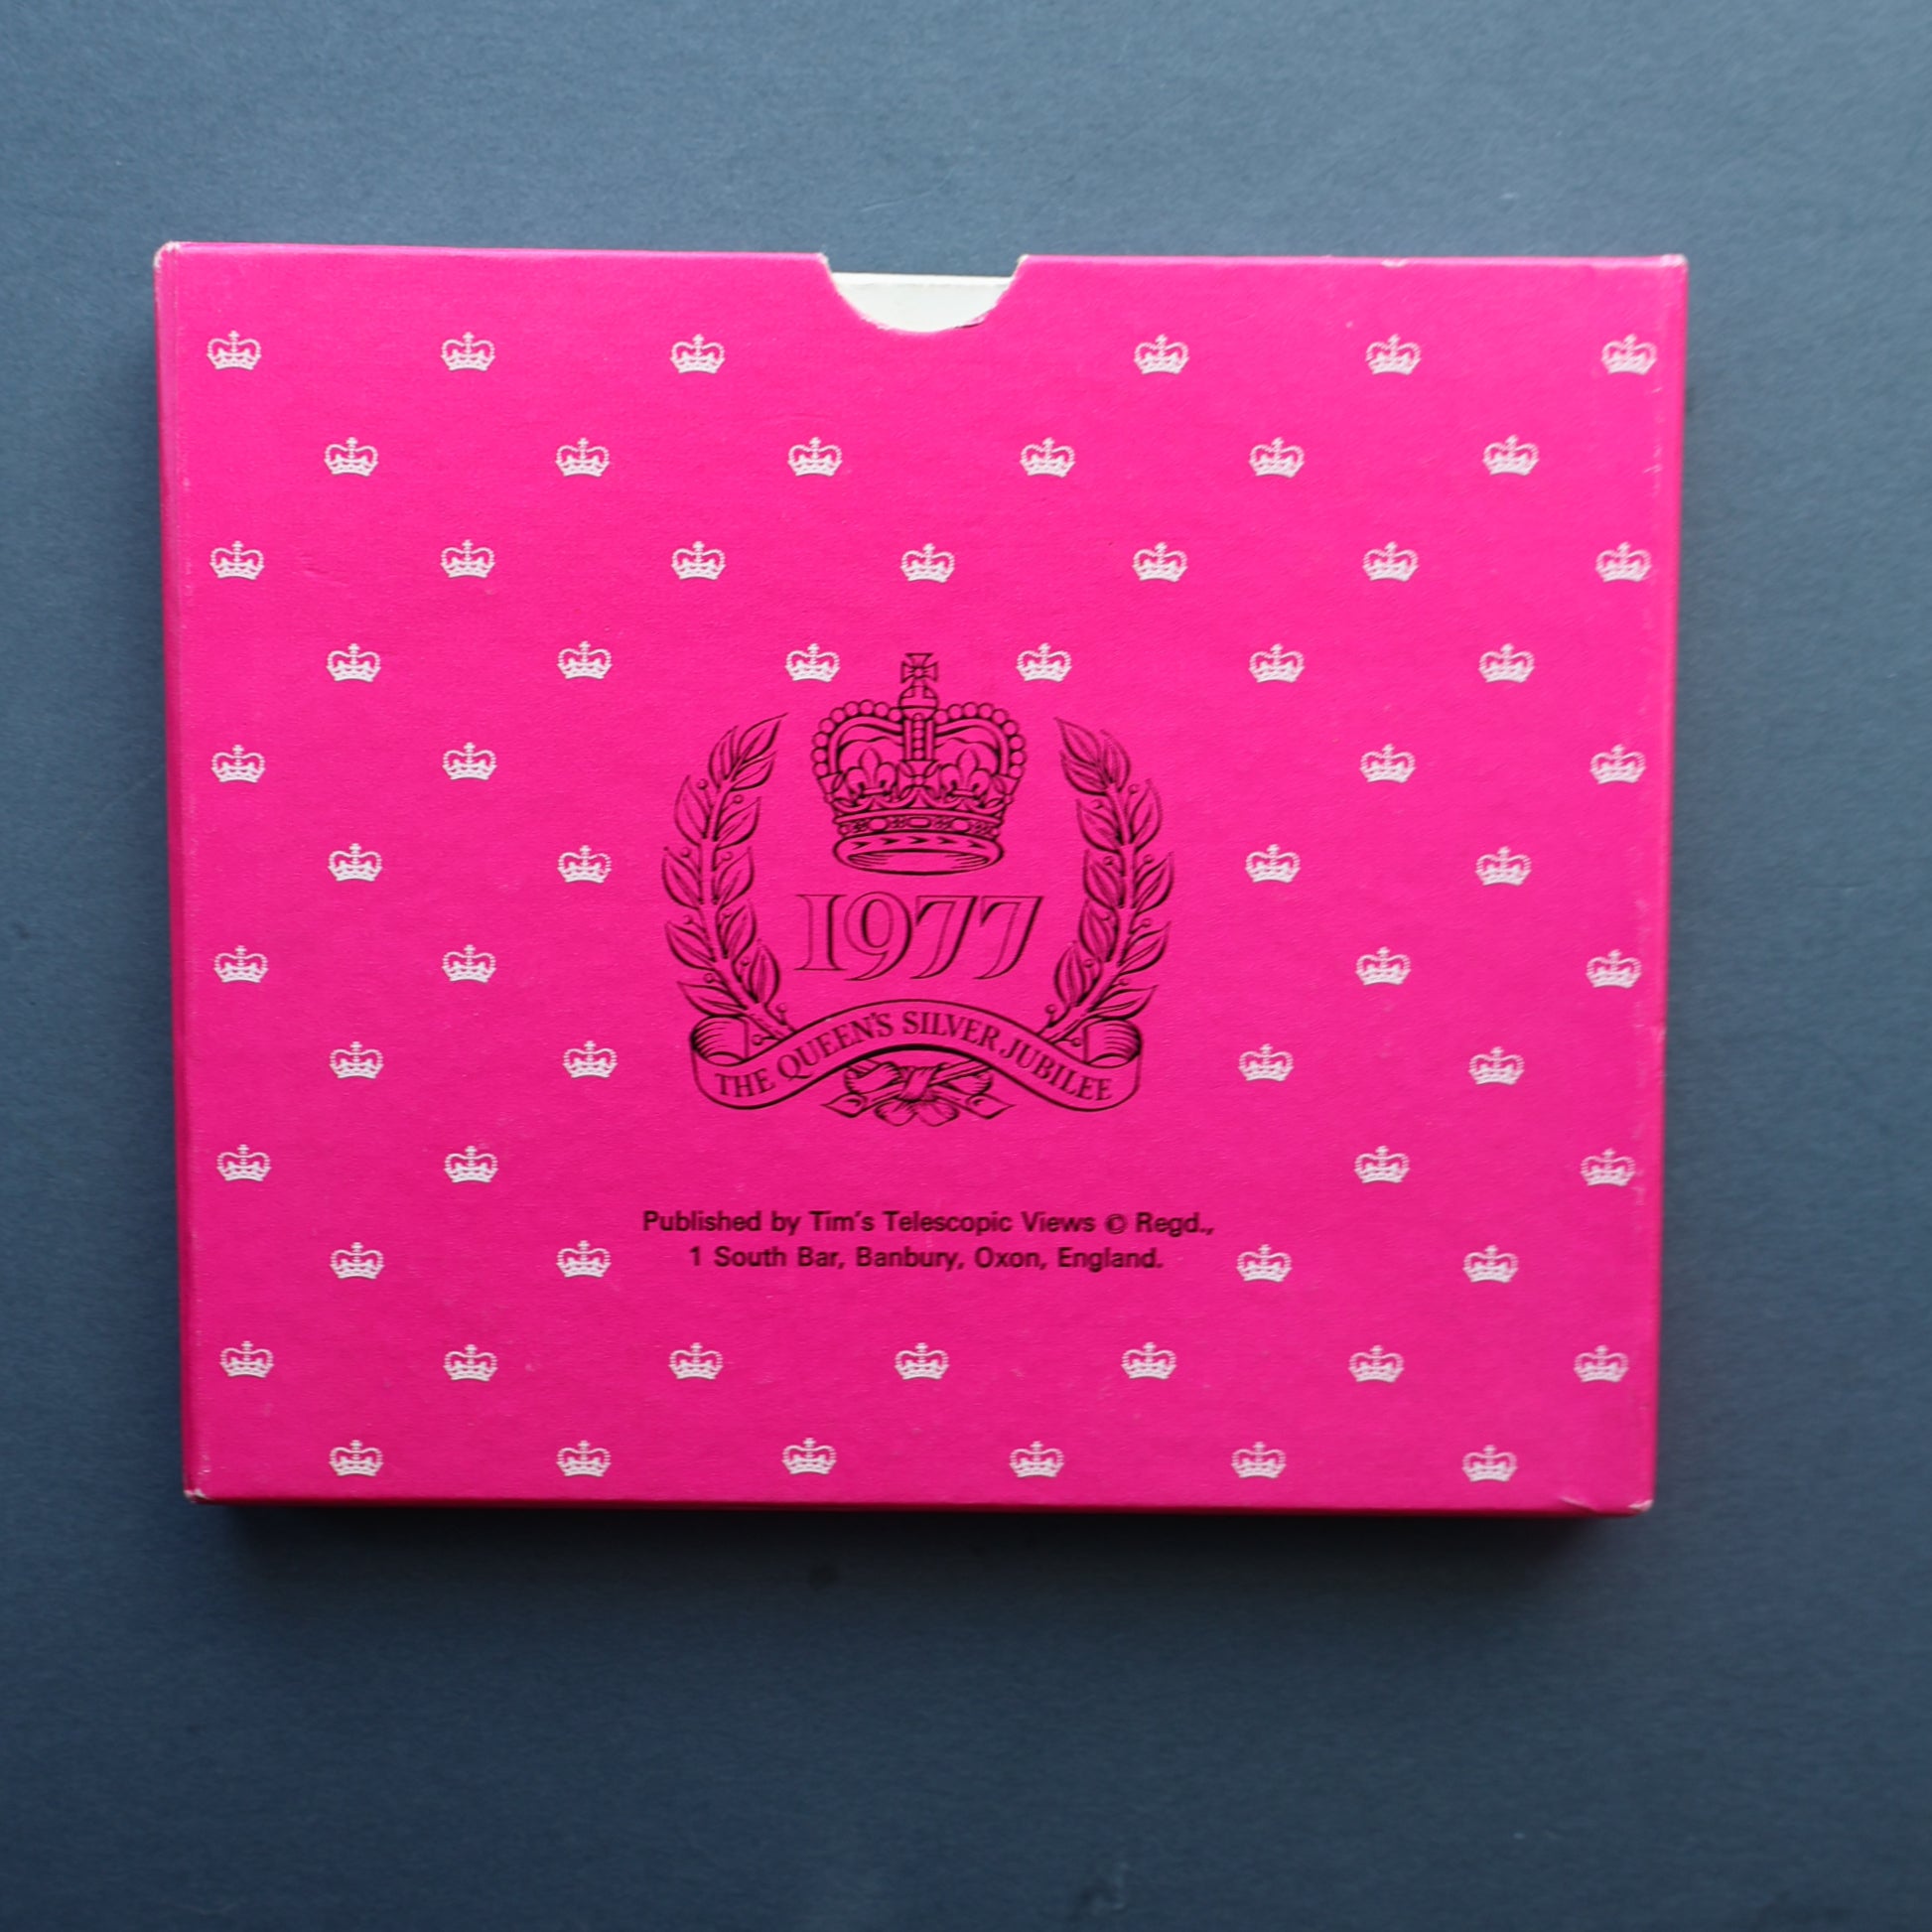 1977
THE QUEEN'S SILVER JUBILEE
Published by Tim's Telescopic Views © Regd.,
1 South Bar, Banbury, Oxon, England.